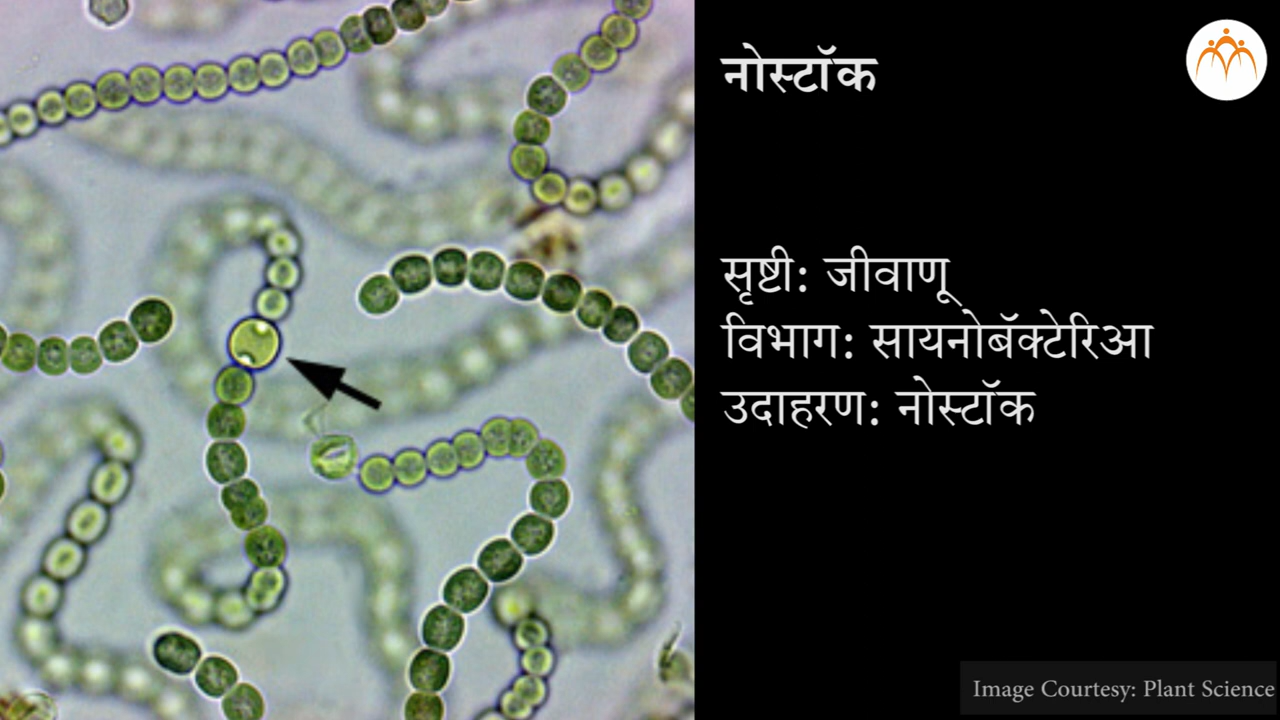 नोस्टॉक
सृष्टी: जीवाणू
विभाग: सायनोबॅक्टेरिआ
उदाहरण: नोस्टॉक
Image Courtesy: Plant Science